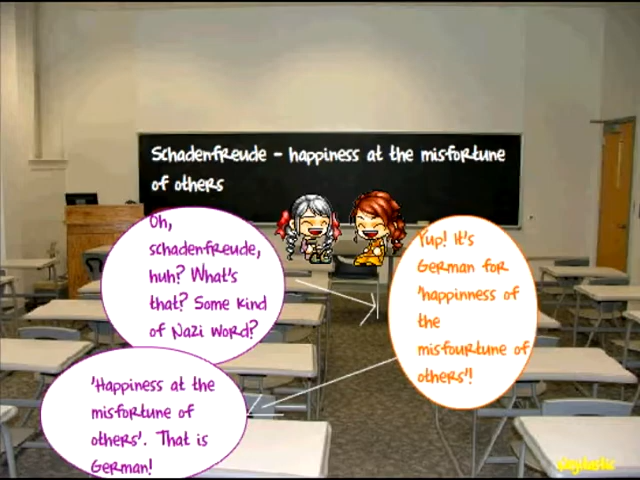 Schadenfreude - happiness at the misfortune
of others
Oh,
schadenfreude,
huh? What's
that? Some kind
of Nazi word?
Yup! It's
German for
'happinness of
the
misfourtune of
others'!
'Happiness at the
misfortune of
others'. That is
German!